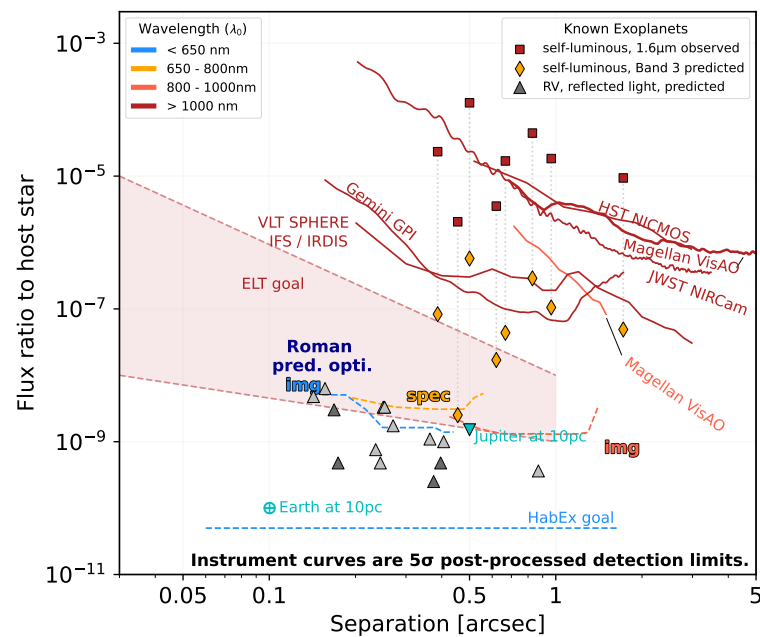 Wavelength (λ₀)
< 650 nm
650 - 800nm
800 - 1000nm
> 1000 nm
Known Exoplanets
self-luminous, 1.6μm observed
self-luminous, Band 3 predicted
RV, reflected light, predicted
10⁻³
10⁻⁵
10⁻⁷
10⁻⁹
10⁻¹¹
Flux ratio to host star
Gemini GPI
VLT SPHERE
IFS / IRDIS
HST NICMOS
Magellan VisAO
JWST NIRCam
ELT goal
Magellan VisAO
Roman
pred. opti.
img
spec
img
Jupiter at 10pc
Earth at 10pc
HabEx goal
Instrument curves are 5σ post-processed detection limits.
0.05
0.1
0.5
1
5
Separation [arcsec]